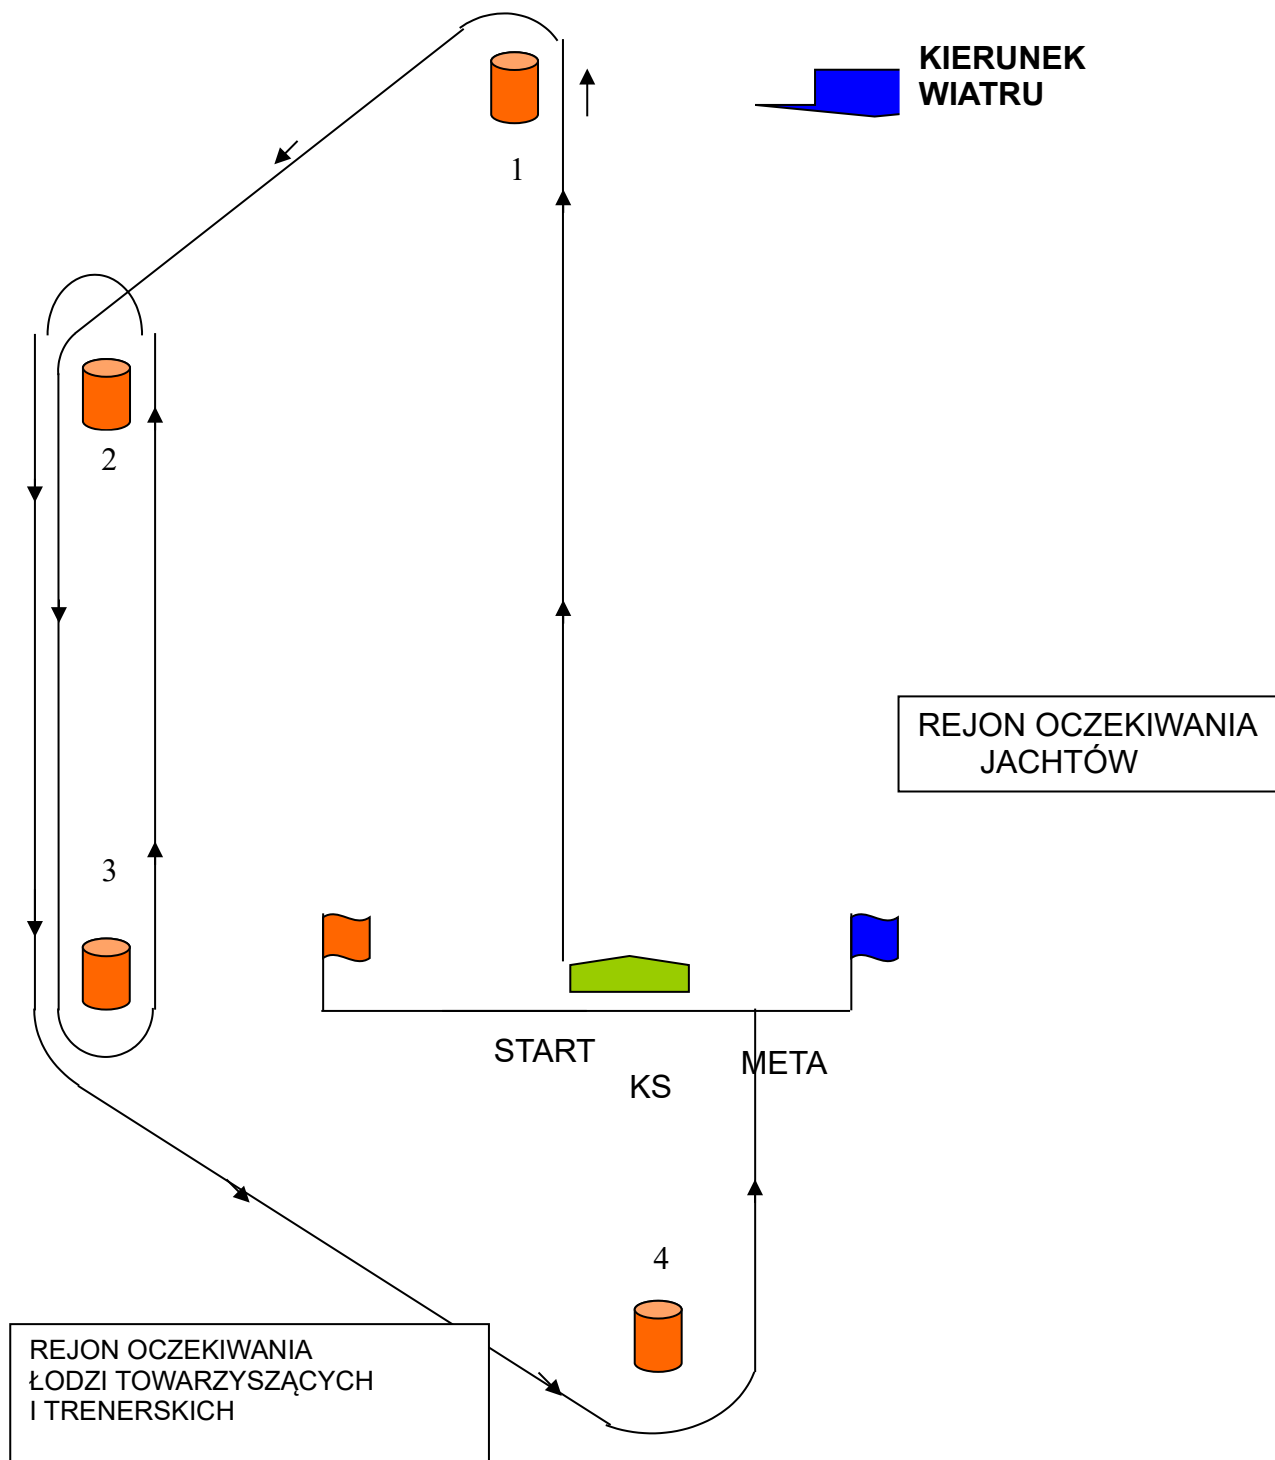 KIERUNEK
WIATRU
1
2
REJON OCZEKIWANIA
JACHTÓW
3
START
META
KS
4
REJON OCZEKIWANIA
ŁODZI TOWARZYSZĄCYCH
I TRENERSKICH